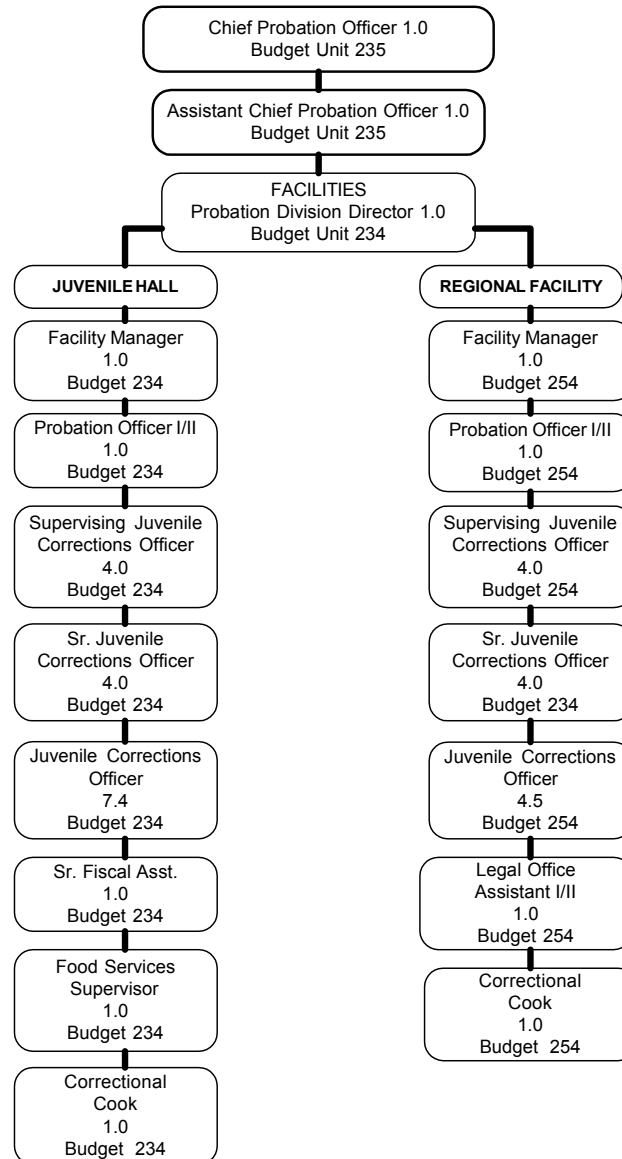 Chief Probation Officer 1.0
Budget Unit 235
Assistant Chief Probation Officer 1.0
Budget Unit 235
FACILITIES
Probation Division Director 1.0
Budget Unit 234
JUVENILE HALL
Facility Manager
1.0
Budget 234
Probation Officer I/II
1.0
Budget 234
Supervising Juvenile
Corrections Officer
4.0
Budget 234
Sr. Juvenile
Corrections Officer
4.0
Budget 234
Juvenile Corrections
Officer
7.4
Budget 234
Sr. Fiscal Asst.
1.0
Budget 234
Food Services
Supervisor
1.0
Budget 234
Correctional
Cook
1.0
Budget 234
REGIONAL FACILITY
Facility Manager
1.0
Budget 254
Probation Officer I/II
1.0
Budget 254
Supervising Juvenile
Corrections Officer
4.0
Budget 254
Sr. Juvenile
Corrections Officer
4.0
Budget 234
Juvenile Corrections
Officer
4.5
Budget 254
Legal Office
Assistant I/II
1.0
Budget 254
Correctional
Cook
1.0
Budget 254